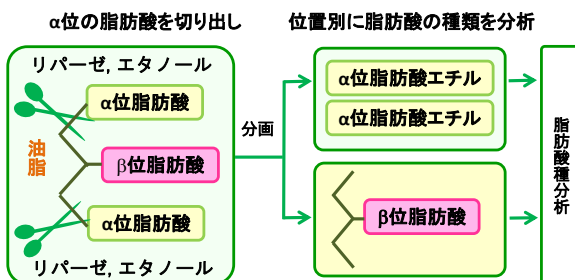 α位の脂肪酸を切り出し
位置別に脂肪酸の種類を分析
リパーゼ, エタノール
α位脂肪酸
油脂
β位脂肪酸
α位脂肪酸
リパーゼ, エタノール
分画
α位脂肪酸エチル
α位脂肪酸エチル
β位脂肪酸
脂肪酸種分析